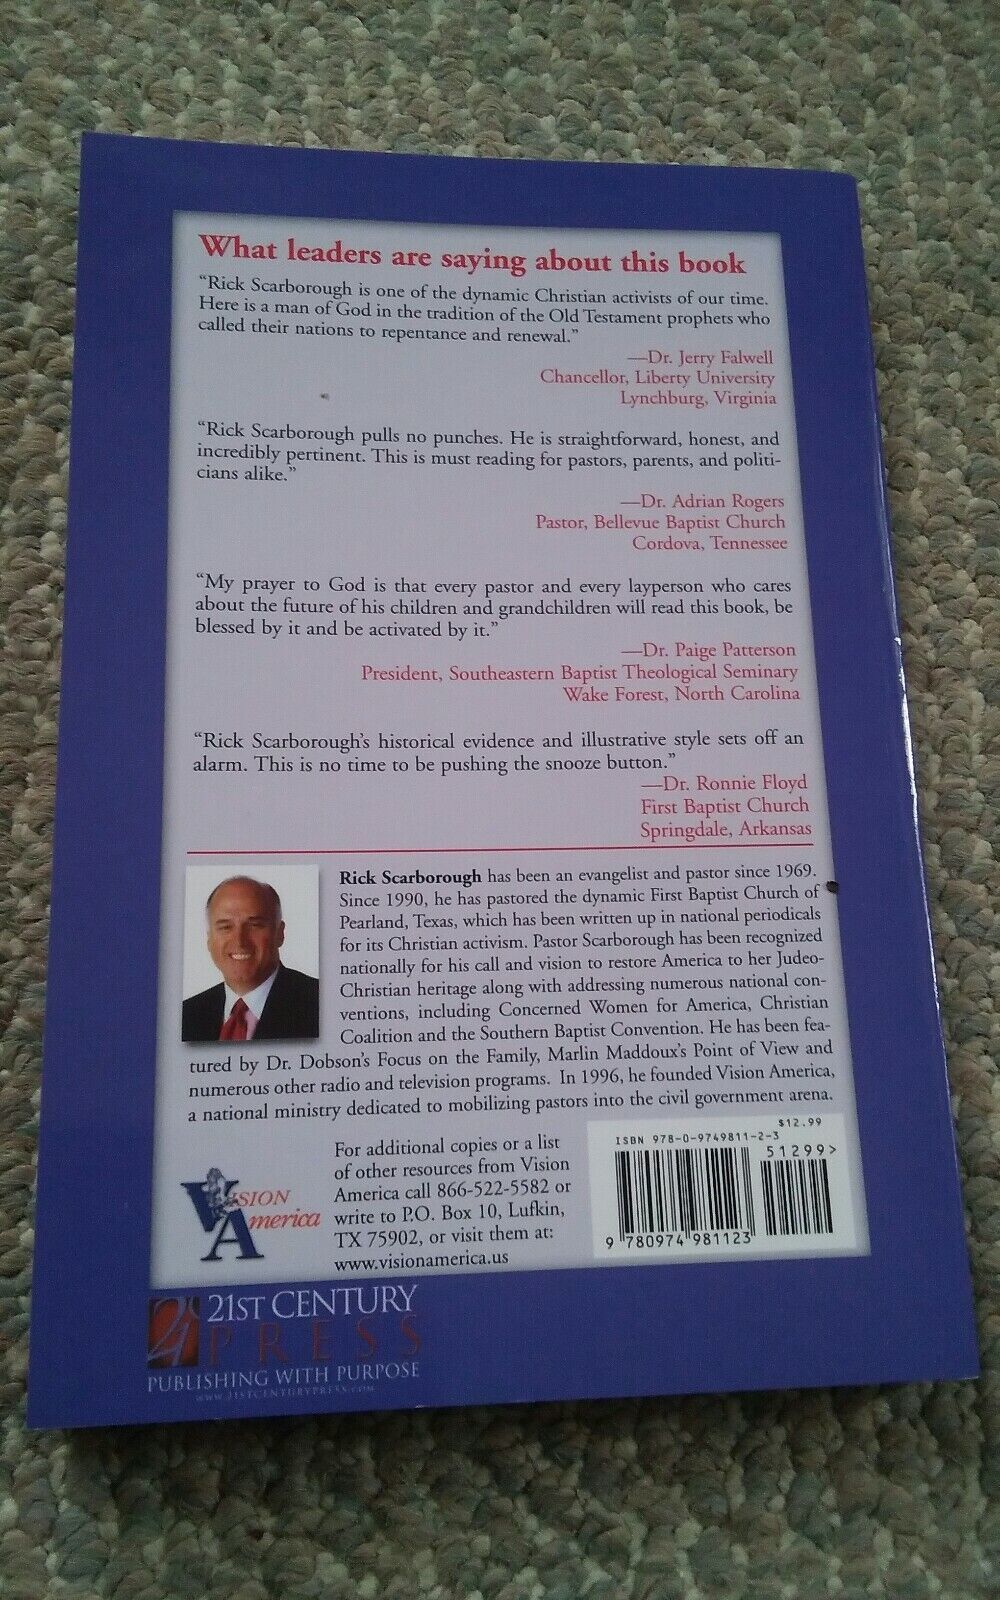 What leaders are saying about this book
“Rick Scarborough is one of the dynamic Christian activists of our time.
Here is a man of God in the tradition of the Old Testament prophets who
called their nations to repentance and renewal.”
—Dr. Jerry Falwell
Chancellor, Liberty University
Lynchburg, Virginia
“Rick Scarborough pulls no punches. He is straightforward, honest, and
incredibly pertinent. This is must reading for pastors, parents, and politi-
cians alike.”
—Dr. Adrian Rogers
Pastor, Bellevue Baptist Church
Cordova, Tennessee
“My prayer to God is that every pastor and every layperson who cares
about the future of his children and grandchildren will read this book, be
blessed by it and be activated by it.”
—Dr. Paige Patterson
President, Southeastern Baptist Theological Seminary
Wake Forest, North Carolina
“Rick Scarborough’s historical evidence and illustrative style sets off an
alarm. This is no time to be pushing the snooze button.”
—Dr. Ronnie Floyd
First Baptist Church
Springdale, Arkansas
Rick Scarborough has been an evangelist and pastor since 1969.
Since 1990, he has pastored the dynamic First Baptist Church of
Pearland, Texas, which has been written up in national periodicals
for its Christian activism. Pastor Scarborough has been recognized
nationally for his call and vision to restore America to her Judeo-
Christian heritage along with addressing numerous national con-
ventions, including Concerned Women for America, Christian
Coalition and the Southern Baptist Convention. He has been fea-
tured by Dr. Dobson’s Focus on the Family, Marlin Maddoux’s Point of View and
numerous other radio and television programs. In 1996, he founded Vision America,
a national ministry dedicated to mobilizing pastors into the civil government arena.
VISION
America
For additional copies or a list
of other resources from Vision
America call 866-522-5582 or
write to P.O. Box 10, Lufkin,
TX 75902, or visit them at:
www.visionamerica.us
$12.99
ISBN 978-0-9749811-2-3
51299>
9 780974 981123
21
21ST CENTURY
PRESS
PUBLISHING WITH PURPOSE
WWW.21STCENTURYPRESS.COM